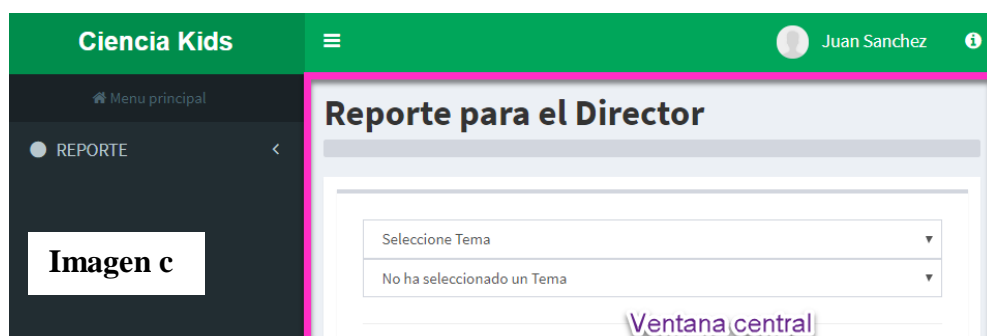 Ciencia Kids
Juan Sanchez
Menu principal
Reporte para el Director
REPORTE
Imagen c
Seleccione Tema
No ha seleccionado un Tema
Ventana central